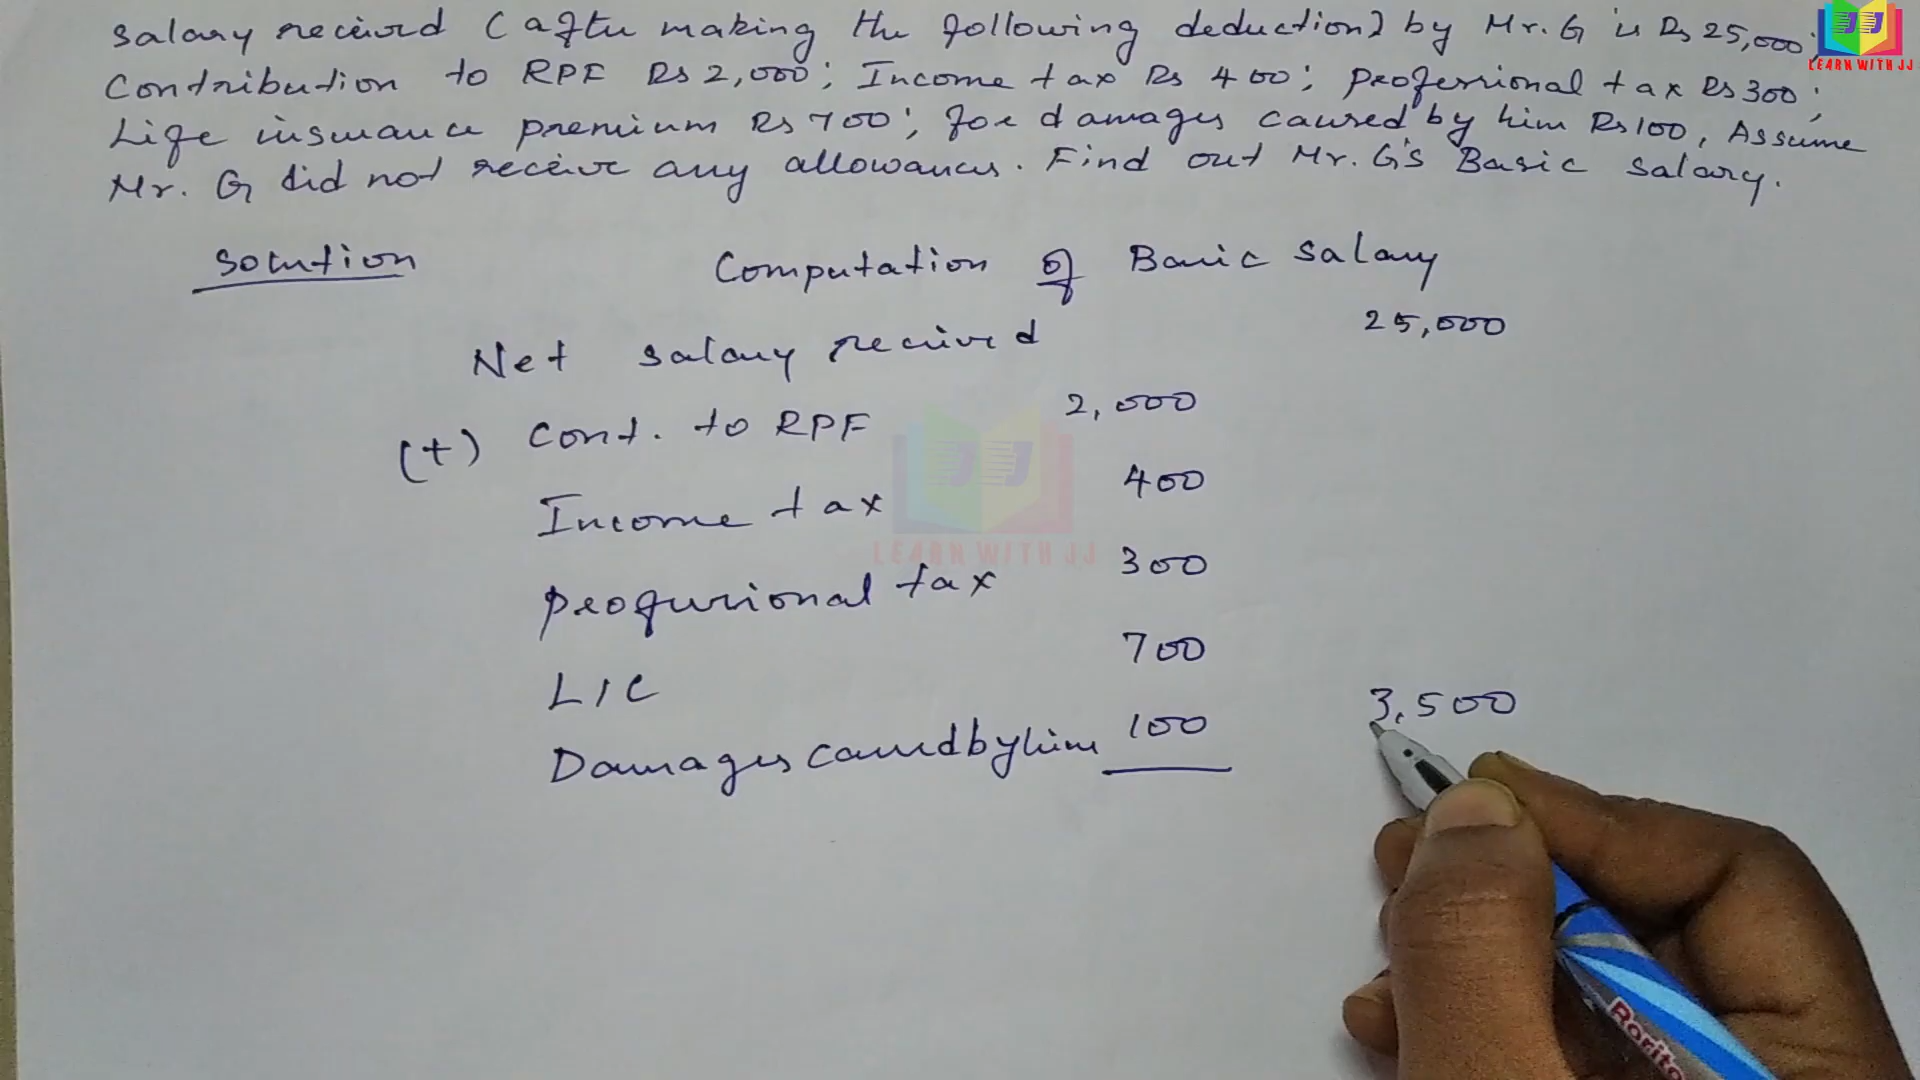 Salary received (after making the following deduction) by Mr. G is Rs 25,000;
Contribution to RPF Rs 2,000; Income tax Rs 400; professional tax Rs 300;
Life insurance premium Rs 700; for damages caused by him Rs 100, Assume
Mr. G did not receive any allowances. Find out Mr. G's Basic Salary.
LEARN WITH JJ
Solution
Computation of Basic Salary
Net salary received 25,000
(+) Cont. to RPF 2,000
Income tax 400
LEARN WITH JJ
professional tax 300
LIC 700
Damages caused by him 100 3,500
Rorito